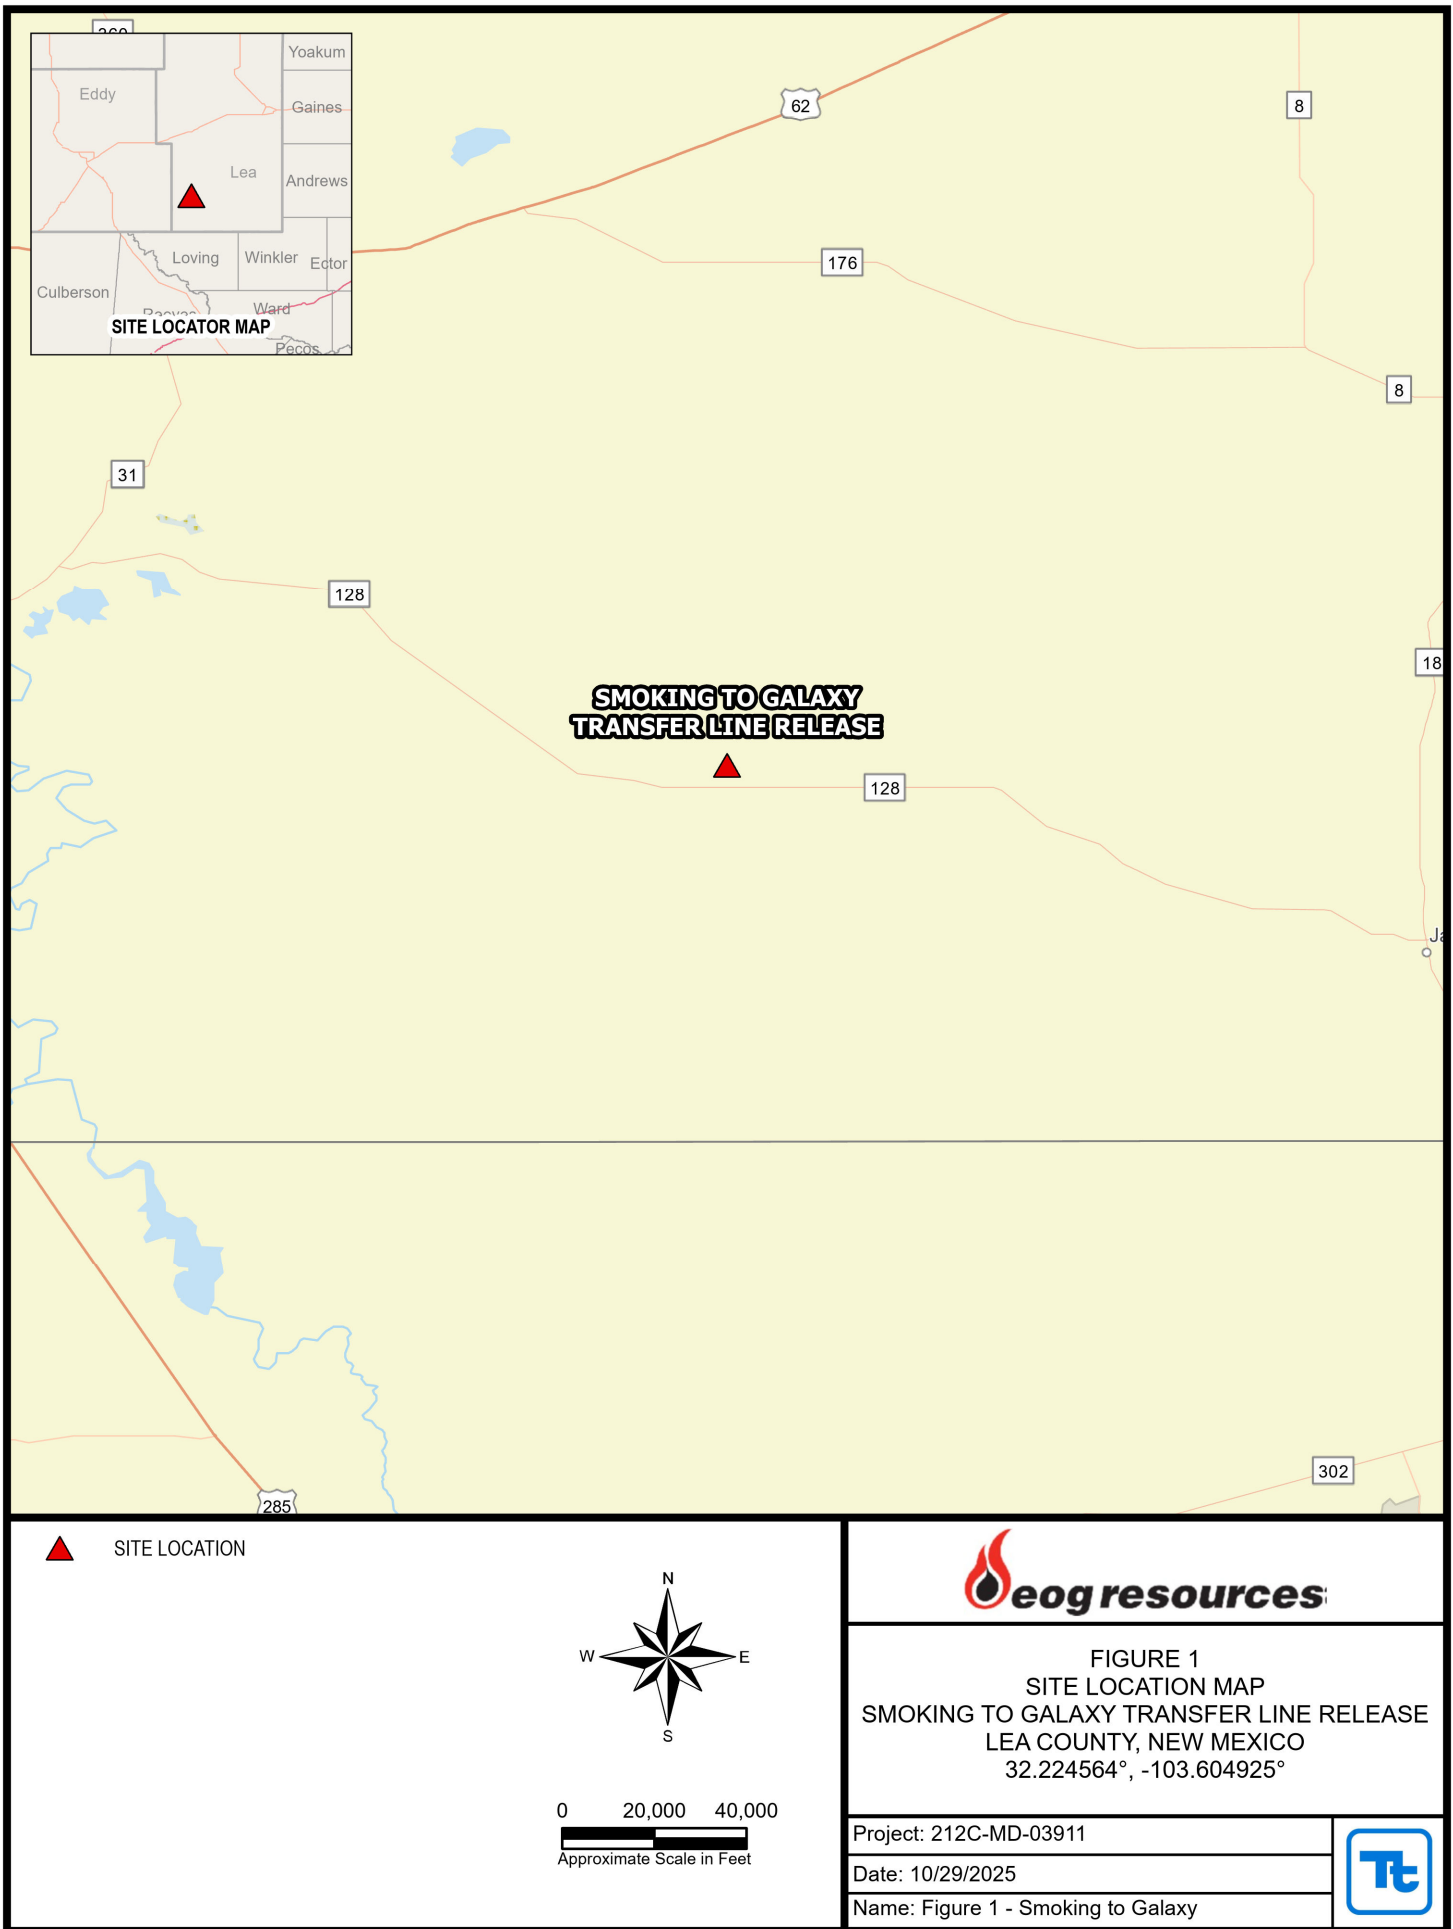 360
Yoakum
Eddy
Gaines
Lea
Andrews
Loving
Winkler
Ector
Culberson
Reeves
Ward
SITE LOCATOR MAP
Pecos
62
8
176
8
31
128
18
SMOKING TO GALAXY
TRANSFER LINE RELEASE
128
302
285
SITE LOCATION
N
W
E
S
0 20,000 40,000
Approximate Scale in Feet
eog resources
FIGURE 1
SITE LOCATION MAP
SMOKING TO GALAXY TRANSFER LINE RELEASE
LEA COUNTY, NEW MEXICO
32.224564°, -103.604925°
Project: 212C-MD-03911
Date: 10/29/2025
Name: Figure 1 - Smoking to Galaxy
Tt